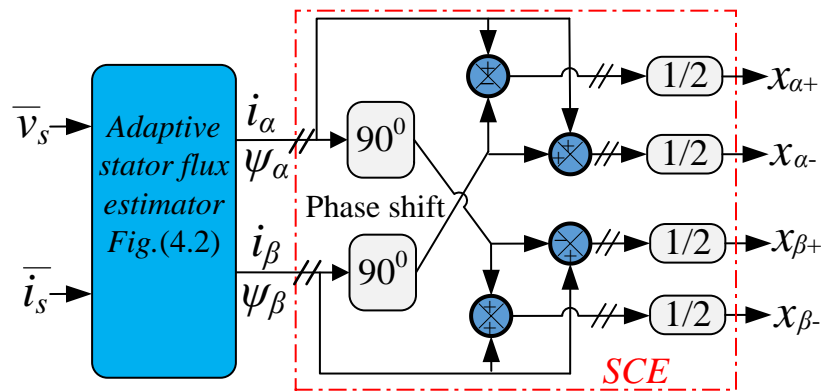 v̅s
i̅s
Adaptive
stator flux
estimator
Fig.(4.2)
iα
ψα
iβ
ψβ
90⁰
Phase shift
90⁰
+
−
+
+
−
+
+
+
1/2
1/2
1/2
1/2
xα+
xα-
xβ+
xβ-
SCE